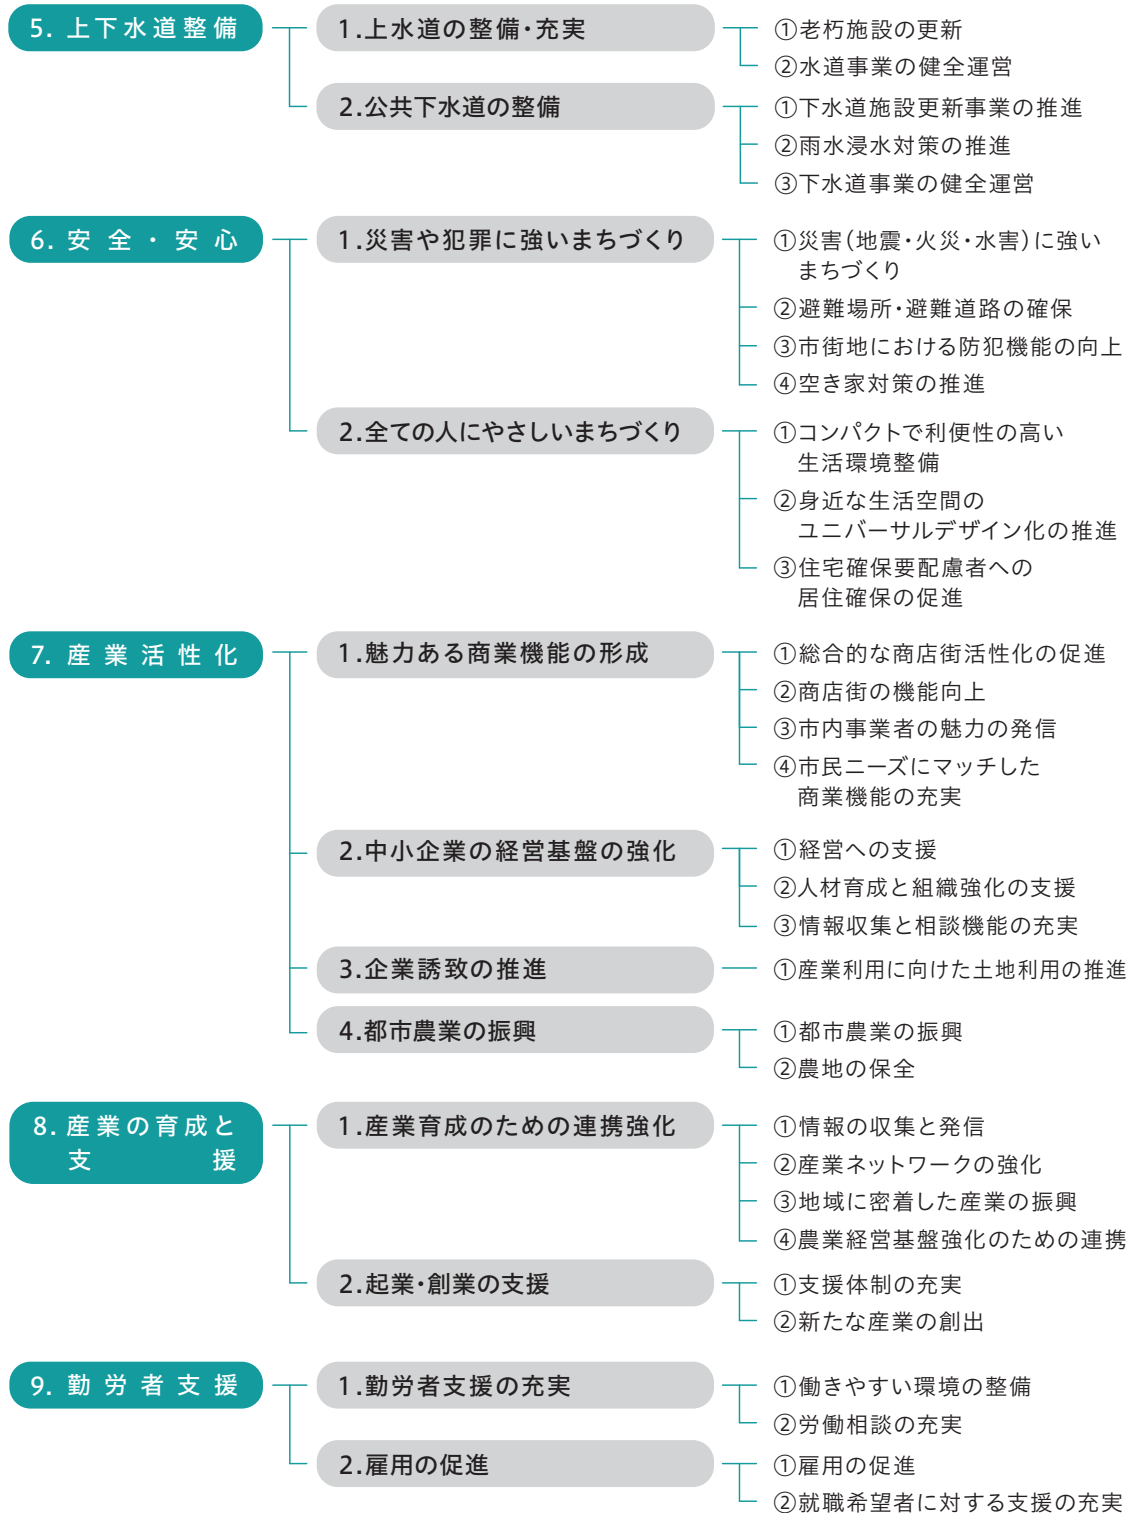 5. 上下水道整備
1.上水道の整備・充実
①老朽施設の更新
②水道事業の健全運営
2.公共下水道の整備
①下水道施設更新事業の推進
②雨水浸水対策の推進
③下水道事業の健全運営
6. 安全・安心
1.災害や犯罪に強いまちづくり
①災害(地震・火災・水害)に強い
まちづくり
②避難場所・避難道路の確保
③市街地における防犯機能の向上
④空き家対策の推進
2.全ての人にやさしいまちづくり
①コンパクトで利便性の高い
生活環境整備
②身近な生活空間の
ユニバーサルデザイン化の推進
③住宅確保要配慮者への
居住確保の促進
7. 産業活性化
1.魅力ある商業機能の形成
①総合的な商店街活性化の促進
②商店街の機能向上
③市内事業者の魅力の発信
④市民ニーズにマッチした
商業機能の充実
2.中小企業の経営基盤の強化
①経営への支援
②人材育成と組織強化の支援
③情報収集と相談機能の充実
3.企業誘致の推進
①産業利用に向けた土地利用の推進
4.都市農業の振興
①都市農業の振興
②農地の保全
8. 産業の育成と
支援
1.産業育成のための連携強化
①情報の収集と発信
②産業ネットワークの強化
③地域に密着した産業の振興
④農業経営基盤強化のための連携
2.起業・創業の支援
①支援体制の充実
②新たな産業の創出
9. 勤労者支援
1.勤労者支援の充実
①働きやすい環境の整備
②労働相談の充実
2.雇用の促進
①雇用の促進
②就職希望者に対する支援の充実